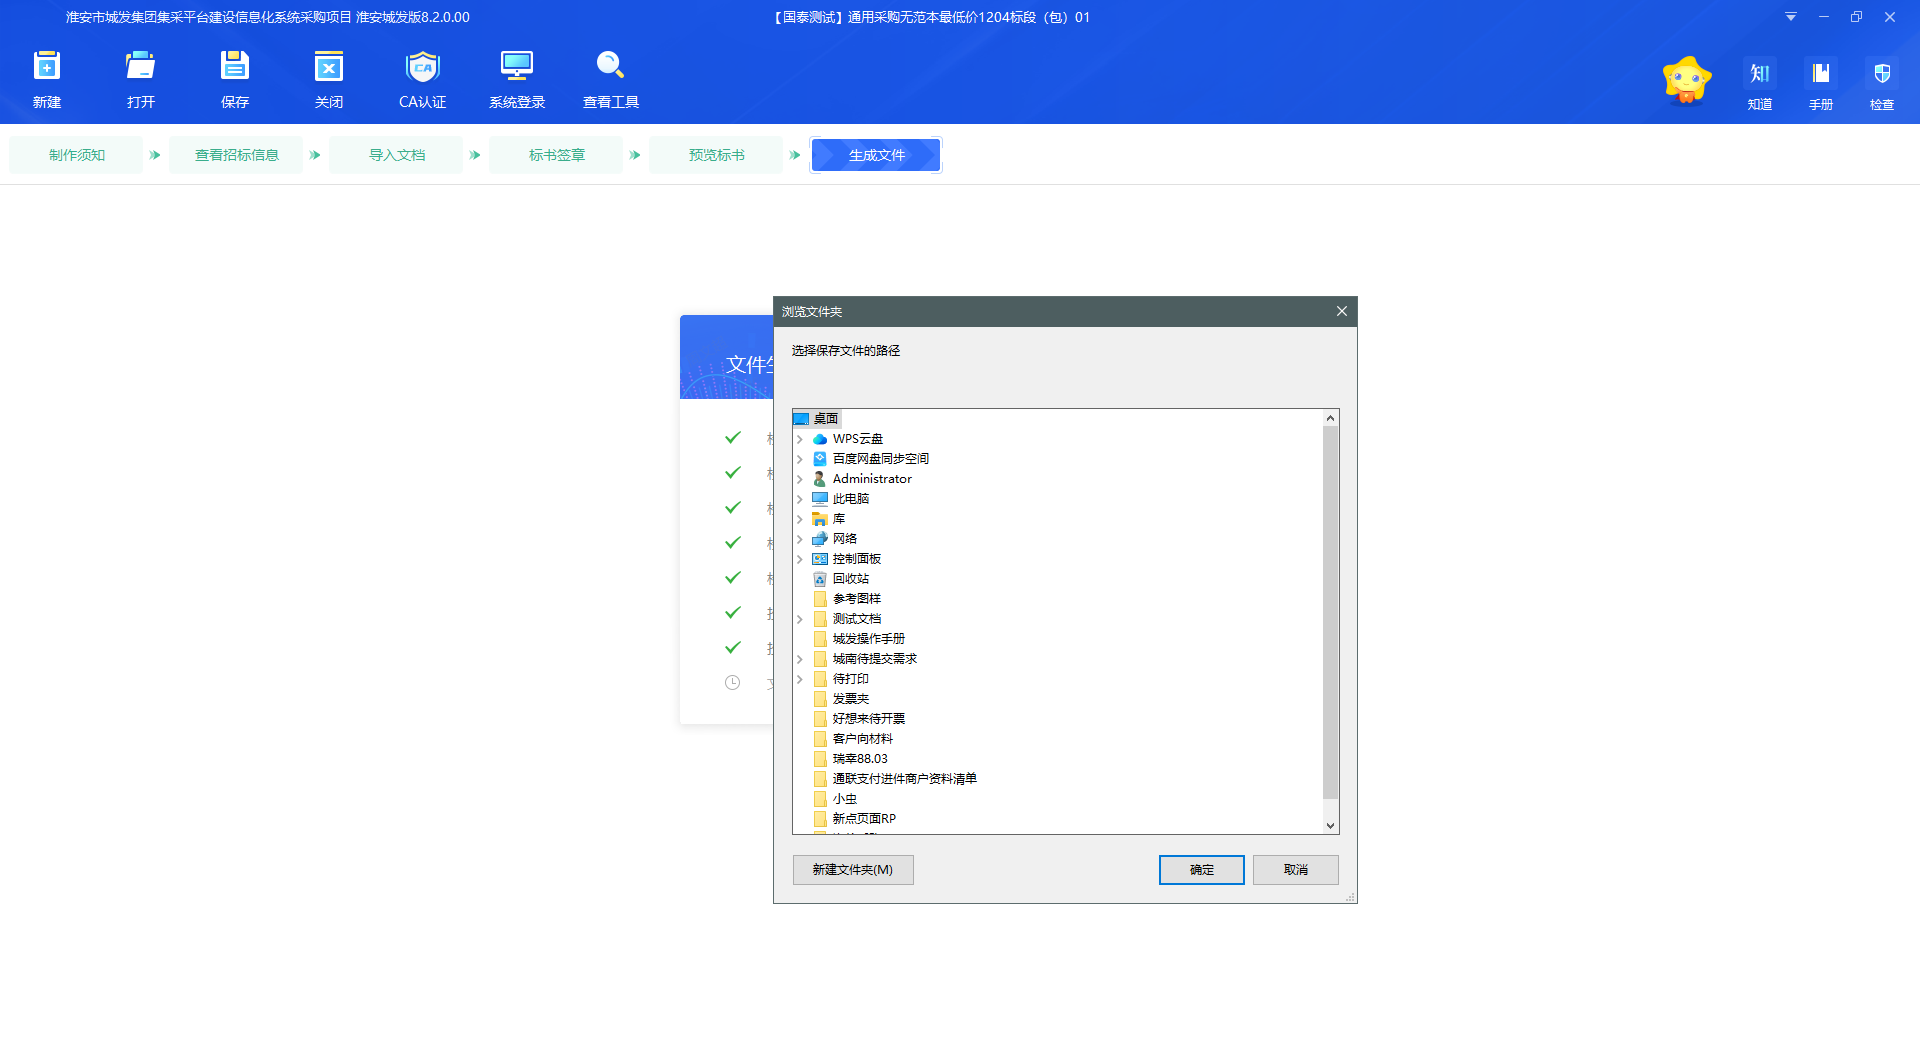 淮安市城发集团集采平台建设信息化系统采购项目 淮安城发版8.2.0.00
【国泰测试】通用采购无范本最低价1204标段（包）01
新建
打开
保存
关闭
CA
CA认证
系统登录
查看工具
知
知道
手册
检查
制作须知
查看招标信息
导入文档
标书签章
预览标书
生成文件
文件
浏览文件夹
选择保存文件的路径
桌面
WPS云盘
百度网盘同步空间
Administrator
此电脑
库
网络
控制面板
回收站
参考图样
测试文档
城发操作手册
城南待提交需求
待打印
发票夹
好想来待开票
客户向材料
瑞幸88.03
通联支付进件商户资料清单
小虫
新点页面RP
新建文件夹(M)
确定
取消